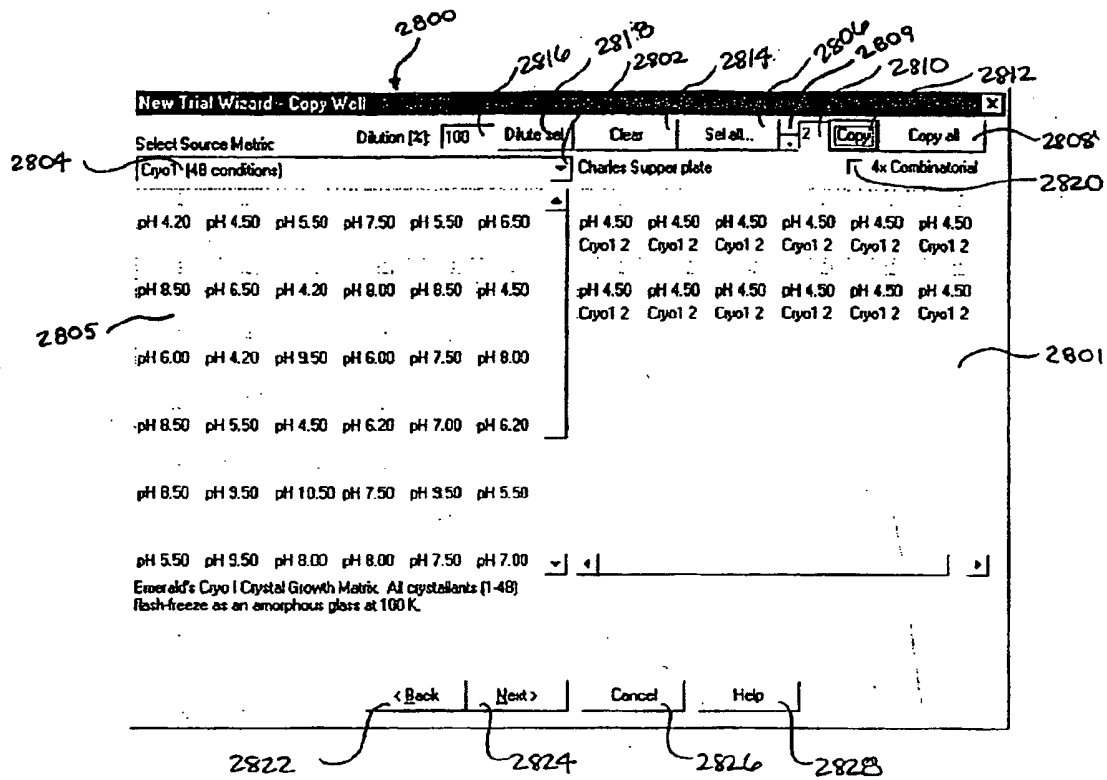 2800
2816 2818 2802 2814 2806 2809 2810 2812
New Trial Wizard - Copy Well
Select Source Metric Dilution [%]: 100 Dilute sel Clear Sel all... 2 Copy Copy all 2808
2804 Cryo1 [48 conditions] Charles Supper plate 4x Combinatorial 2820
pH 4.20 pH 4.50 pH 5.50 pH 7.50 pH 5.50 pH 6.50 pH 4.50 pH 4.50 pH 4.50 pH 4.50 pH 4.50 pH 4.50
Cryo1 2 Cryo1 2 Cryo1 2 Cryo1 2 Cryo1 2 Cryo1 2
pH 8.50 pH 6.50 pH 4.20 pH 8.00 pH 8.50 pH 4.50 pH 4.50 pH 4.50 pH 4.50 pH 4.50 pH 4.50 pH 4.50
Cryo1 2 Cryo1 2 Cryo1 2 Cryo1 2 Cryo1 2 Cryo1 2
2805
pH 6.00 pH 4.20 pH 9.50 pH 6.00 pH 7.50 pH 8.00 2801
pH 8.50 pH 5.50 pH 4.50 pH 6.20 pH 7.00 pH 6.20
pH 8.50 pH 9.50 pH 10.50 pH 7.50 pH 9.50 pH 5.50
pH 5.50 pH 9.50 pH 8.00 pH 8.00 pH 7.50 pH 7.00
Emerald's Cryo I Crystal Growth Matrix. All crystallants [1-48]
flash-freeze as an amorphous glass at 100 K.
< Back Next > Cancel Help
2822 2824 2826 2828